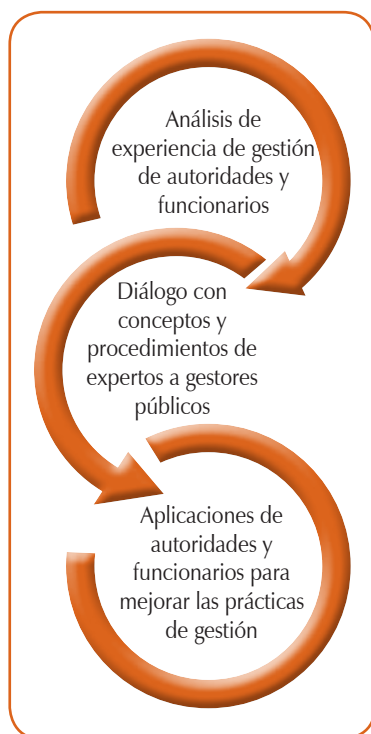 Análisis de
experiencia de gestión
de autoridades y
funcionarios
Diálogo con
conceptos y
procedimientos de
expertos a gestores
públicos
Aplicaciones de
autoridades y
funcionarios para
mejorar las prácticas
de gestión